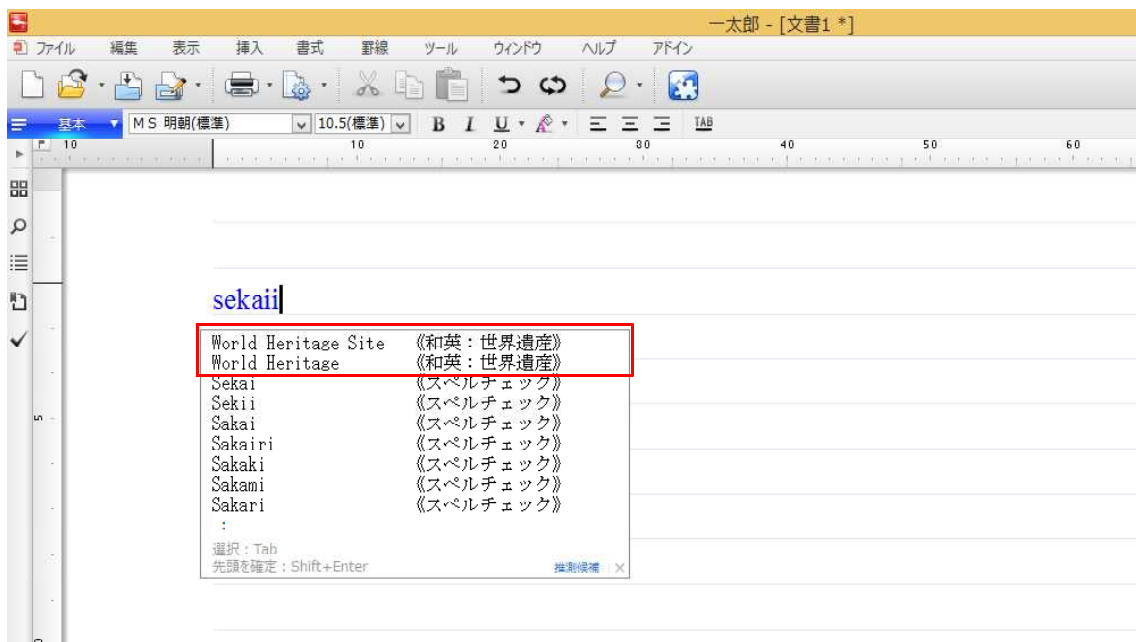 一太郎 - [文書1 *]
ファイル 編集 表示 挿入 書式 罫線 ツール ウィンドウ ヘルプ アドイン
基本 MS 明朝(標準) 10.5(標準) B I U TAB
10 10 20 30 40 50 60
sekaii
World Heritage Site 《和英：世界遺産》
World Heritage 《和英：世界遺産》
Sekai 《スペルチェック》
Sekii 《スペルチェック》
Sakai 《スペルチェック》
5
Sakairi 《スペルチェック》
Sakaki 《スペルチェック》
Sakami 《スペルチェック》
Sakari 《スペルチェック》
:
選択：Tab
先頭を確定：Shift+Enter 推測候補